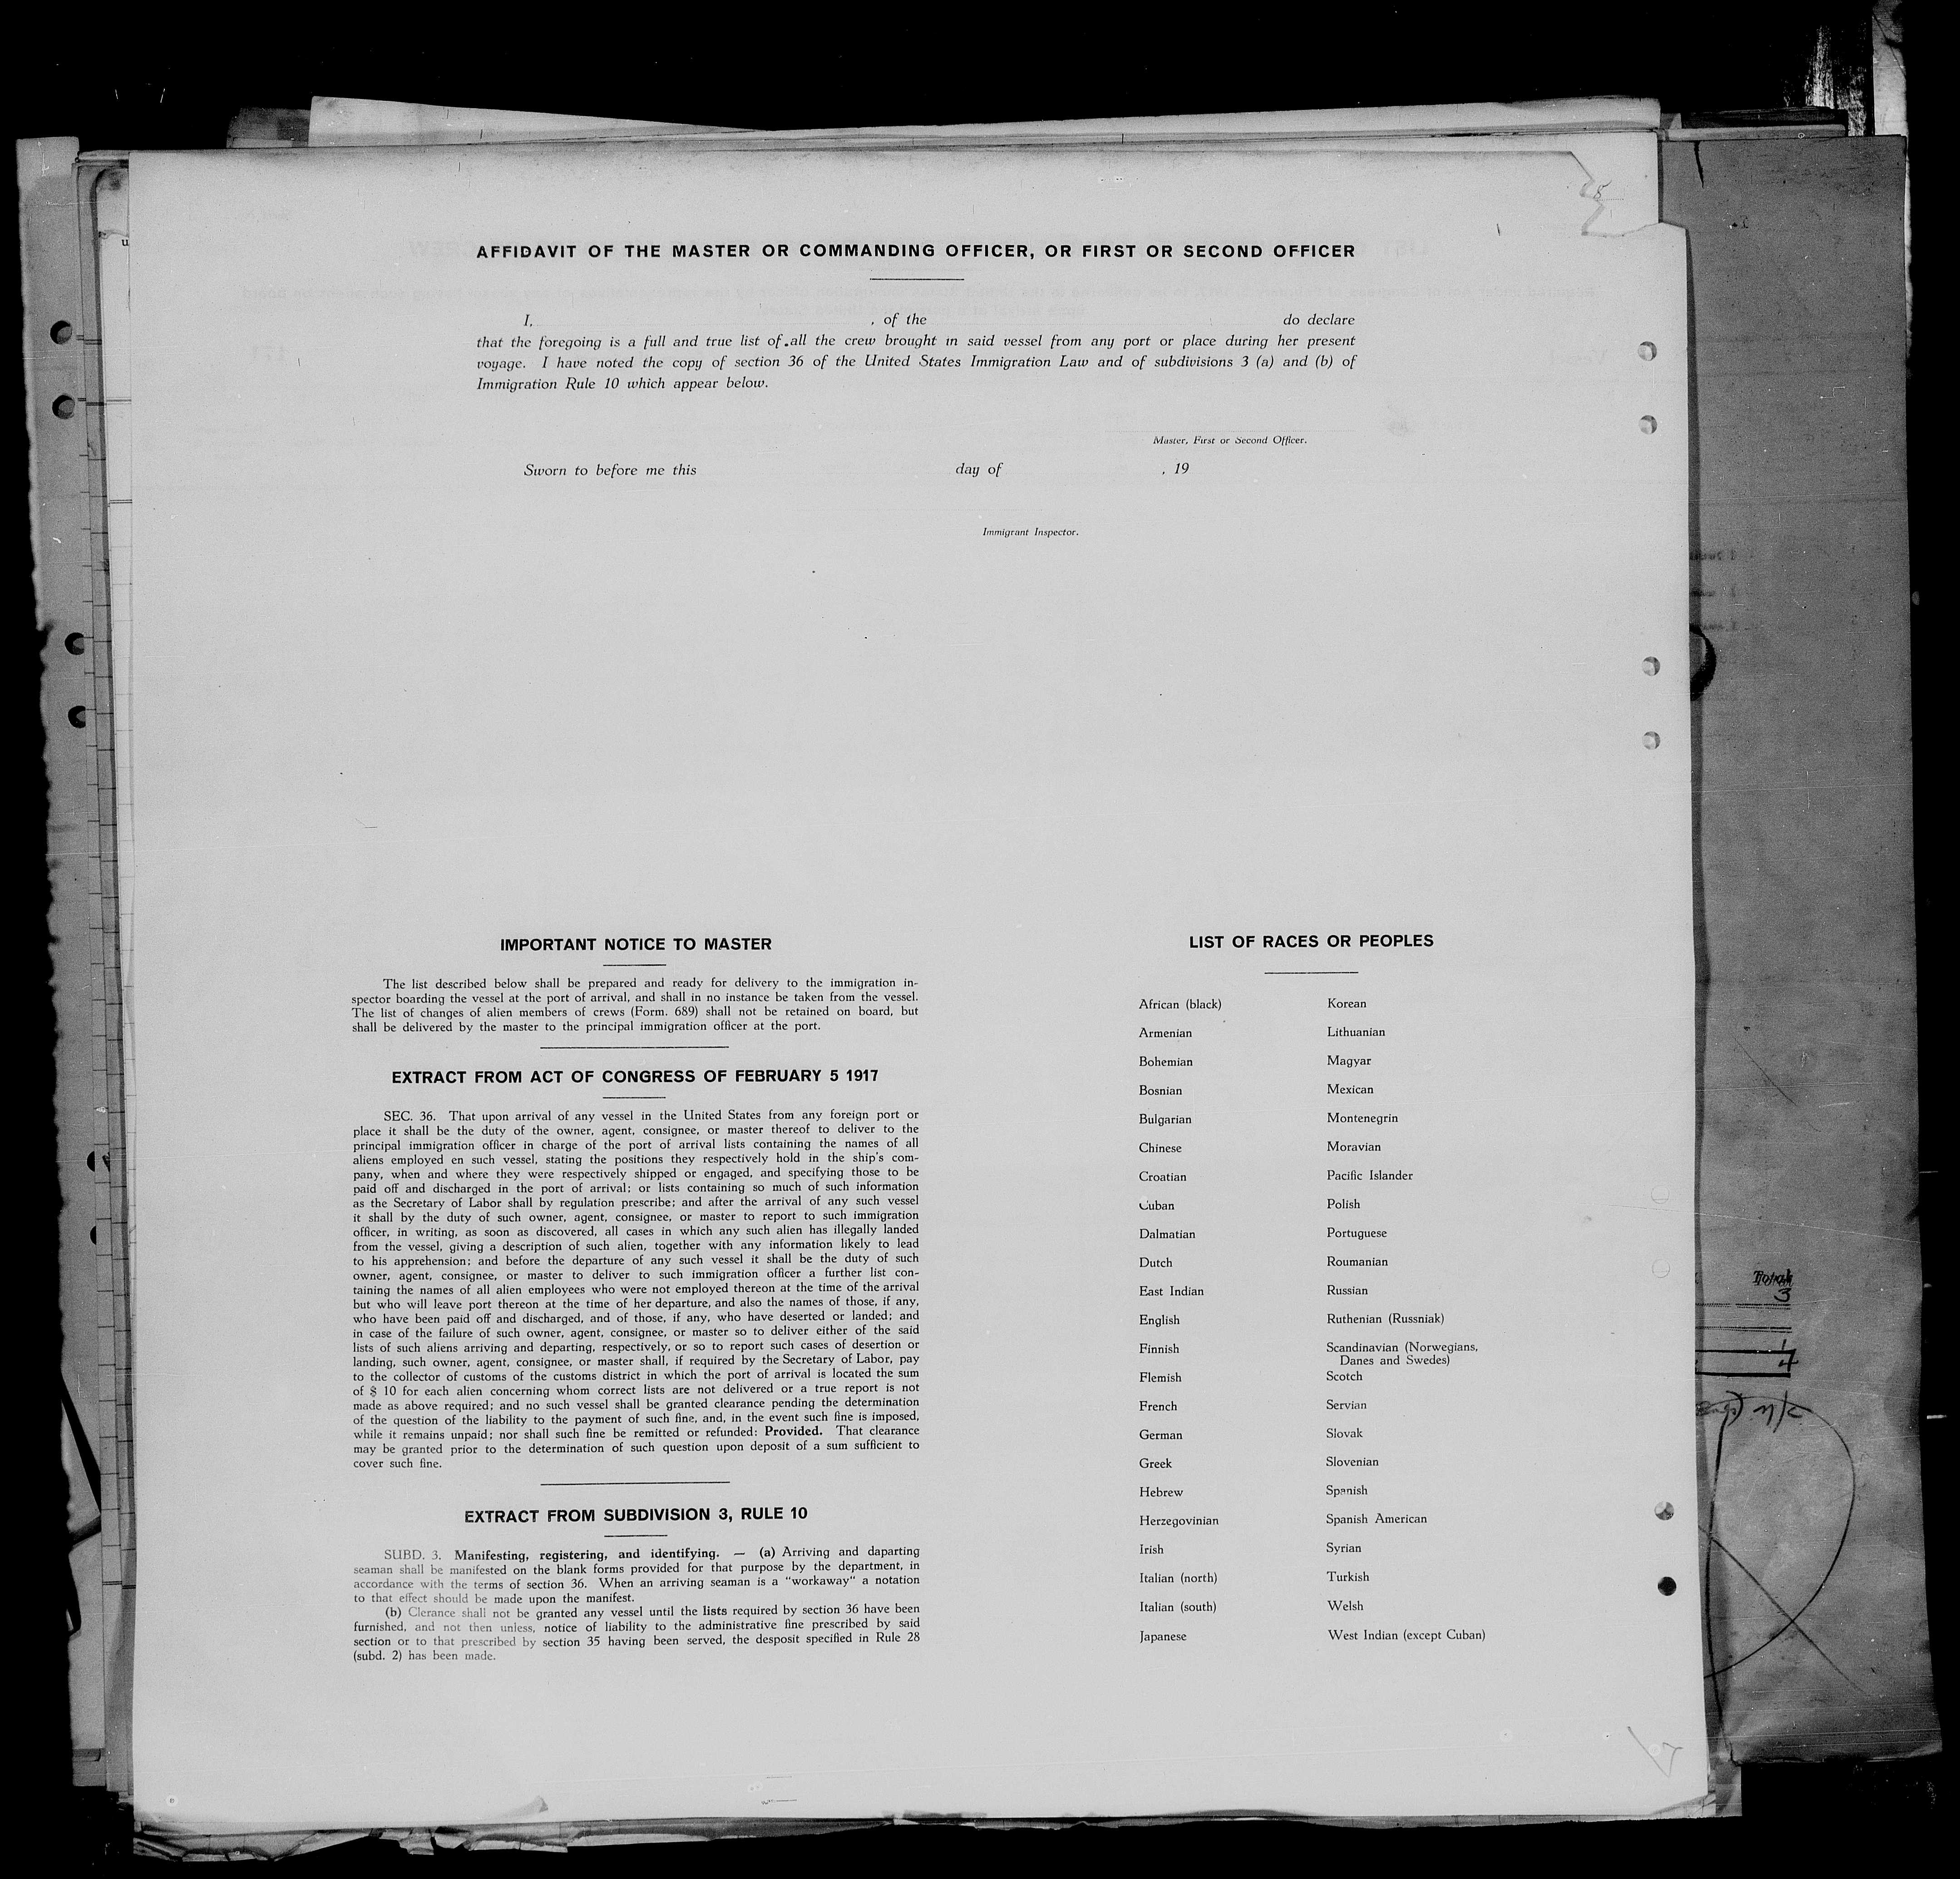 AFFIDAVIT OF THE MASTER OR COMMANDING OFFICER, OR FIRST OR SECOND OFFICER
I, , of the do declare
that the foregoing is a full and true list of all the crew brought in said vessel from any port or place during her present
voyage. I have noted the copy of section 36 of the United States Immigration Law and of subdivisions 3 (a) and (b) of
Immigration Rule 10 which appear below.
Master, First or Second Officer.
Sworn to before me this day of , 19
Immigrant Inspector.
IMPORTANT NOTICE TO MASTER
The list described below shall be prepared and ready for delivery to the immigration in-
spector boarding the vessel at the port of arrival, and shall in no instance be taken from the vessel.
The list of changes of alien members of crews (Form. 689) shall not be retained on board, but
shall be delivered by the master to the principal immigration officer at the port.
EXTRACT FROM ACT OF CONGRESS OF FEBRUARY 5 1917
SEC. 36. That upon arrival of any vessel in the United States from any foreign port or
place it shall be the duty of the owner, agent, consignee, or master thereof to deliver to the
principal immigration officer in charge of the port of arrival lists containing the names of all
aliens employed en such vessel, stating the positions they respectively hold in the ship's com-
pany, when and where they were respectively shipped or engaged, and specifying those to be
paid off and discharged in the port of arrival; or lists containing so much of such information
as the Secretary of Labor shall by regulation prescribe; and after the arrival of any such vessel
it shall by the duty of such owner, agent, consignee, or master to report to such immigration
officer, in writing, as soon as discovered, all cases in which any such alien has illegally landed
from the vessel, giving a description of such alien, together with any information likely to lead
to his apprehension; and before the departure of any such vessel it shall be the duty of such
owner, agent, consignee, or master to deliver to such immigration officer a further list con-
taining the names of all alien employees who were not employed thereon at the time of the arrival
but who will leave port thereon at the time of her departure, and also the names of those, if any,
who have been paid off and discharged, and of those, if any, who have deserted or landed; and
in case of the failure of such owner, agent, consignee, or master so to deliver either of the said
lists of such aliens arriving and departing, respectively, or so to report such cases of desertion or
landing, such owner, agent, consignee, or master shall, if required by the Secretary of Labor, pay
to the collector of customs of the customs district in which the port of arrival is located the sum
of $ 10 for each alien concerning whom correct lists are not delivered or a true report is not
made as above required; and no such vessel shall be granted clearance pending the determination
of the question of the liability to the payment of such fine, and, in the event such fine is imposed,
while it remains unpaid; nor shall such fine be remitted or refunded: Provided. That clearance
may be granted prior to the determination of such question upon deposit of a sum sufficient to
cover such fine.
EXTRACT FROM SUBDIVISION 3, RULE 10
SUBD. 3. Manifesting, registering, and identifying. — (a) Arriving and daparting
seaman shall be manifested on the blank forms provided for that purpose by the department, in
accordance with the terms of section 36. When an arriving seaman is a "workaway" a notation
to that effect should be made upon the manifest.
(b) Clerance shall not be granted any vessel until the lists required by section 36 have been
furnished, and not then unless, notice of liability to the administrative fine prescribed by said
section or to that prescribed by section 35 having been served, the desposit specified in Rule 28
(subd. 2) has been made.
LIST OF RACES OR PEOPLES
African (black) Korean
Armenian Lithuanian
Bohemian Magyar
Bosnian Mexican
Bulgarian Montenegrin
Chinese Moravian
Croatian Pacific Islander
Cuban Polish
Dalmatian Portuguese
Dutch Roumanian
East Indian Russian
English Ruthenian (Russniak)
Finnish Scandinavian (Norwegians,
Danes and Swedes)
Flemish Scotch
French Servian
German Slovak
Greek Slovenian
Hebrew Spanish
Herzegovinian Spanish American
Irish Syrian
Italian (north) Turkish
Italian (south) Welsh
Japanese West Indian (except Cuban)
Total
3
1
4